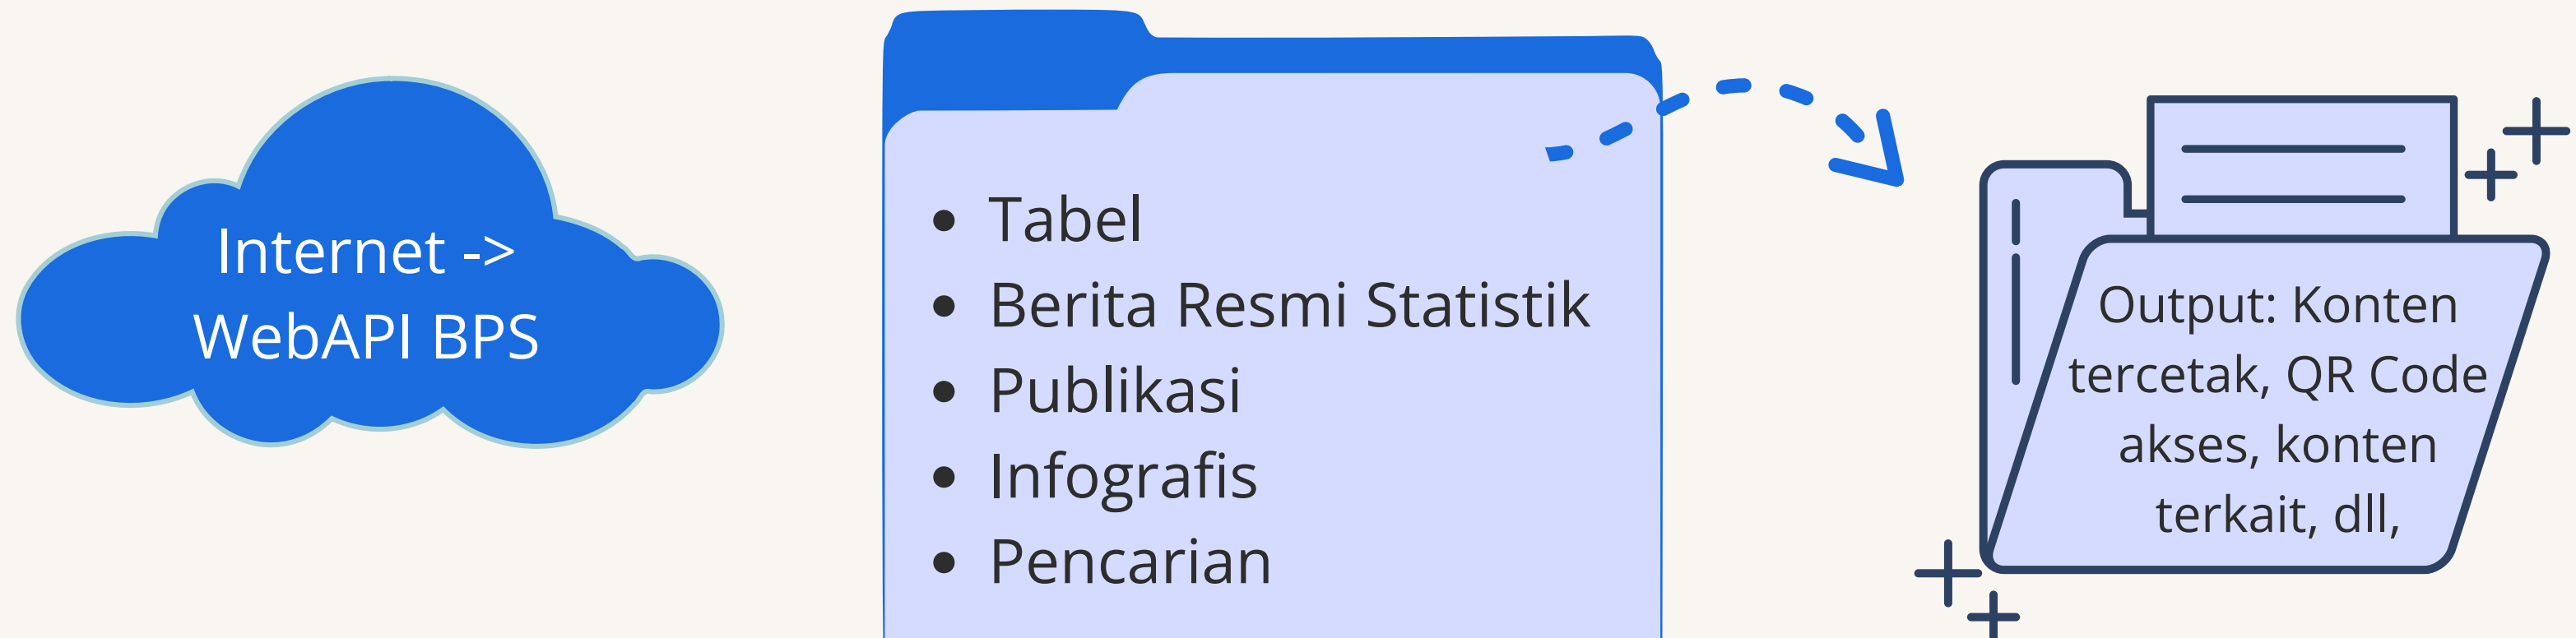 Internet ->
WebAPI BPS
• Tabel
• Berita Resmi Statistik
• Publikasi
• Infografis
• Pencarian
Output: Konten
tercetak, QR Code
akses, konten
terkait, dll,